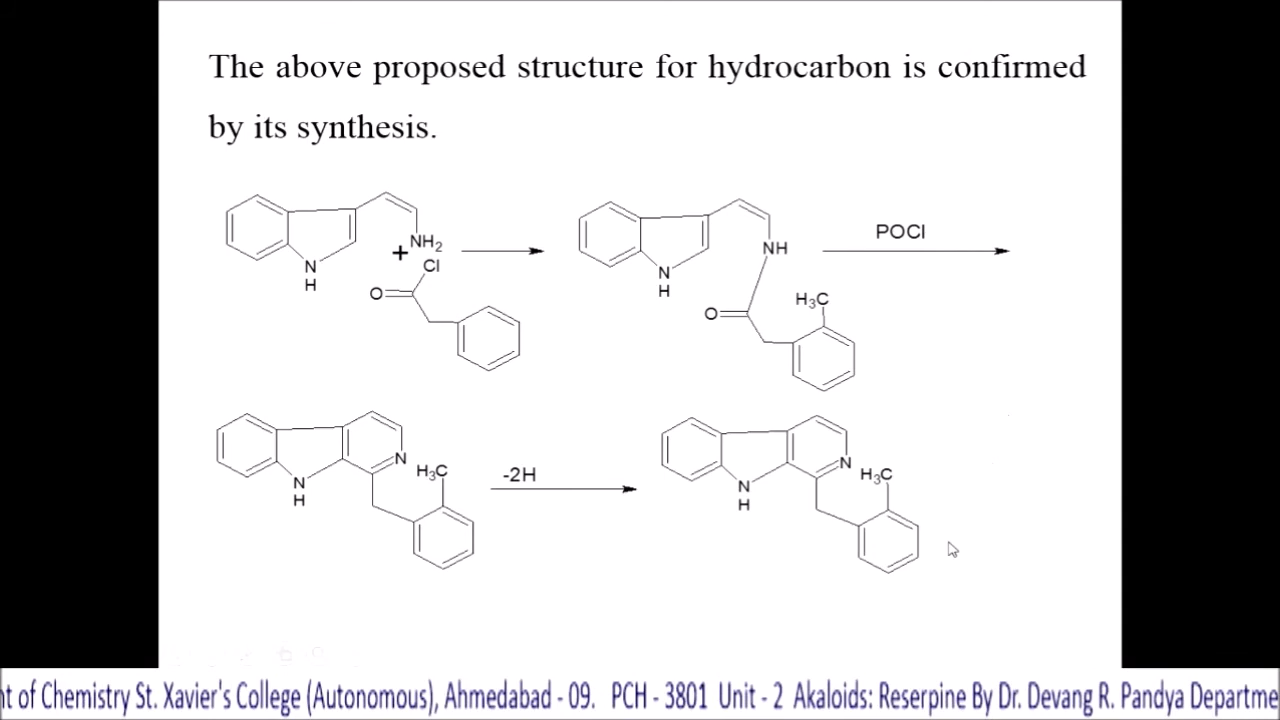 The above proposed structure for hydrocarbon is confirmed
by its synthesis.
NH2
+
N
H
Cl
O
NH
N
H
O
H3C
POCl
N
N
H
H3C
-2H
N
N
H
H3C
nt of Chemistry St. Xavier's College (Autonomous), Ahmedabad - 09. PCH - 3801 Unit - 2 Akaloids: Reserpine By Dr. Devang R. Pandya Departme